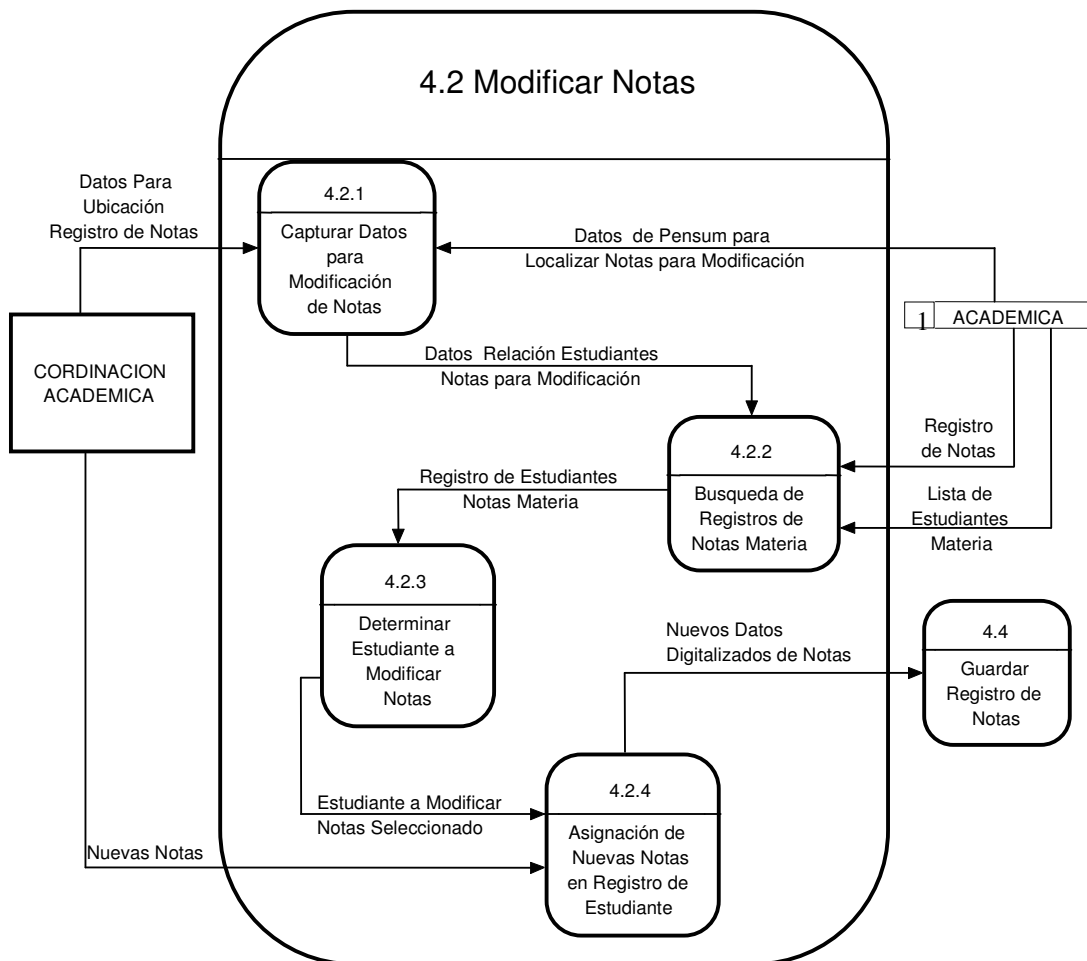 4.2 Modificar Notas
Datos Para
Ubicación
Registro de Notas
4.2.1
Capturar Datos
para
Modificación
de Notas
Datos de Pensum para
Localizar Notas para Modificación
1 ACADEMICA
CORDINACION
ACADEMICA
Datos Relación Estudiantes
Notas para Modificación
Registro
de Notas
4.2.2
Busqueda de
Registros de
Notas Materia
Lista de
Estudiantes
Materia
Registro de Estudiantes
Notas Materia
4.2.3
Determinar
Estudiante a
Modificar
Notas
Nuevos Datos
Digitalizados de Notas
4.4
Guardar
Registro de
Notas
Estudiante a Modificar
Notas Seleccionado
4.2.4
Asignación de
Nuevas Notas
en Registro de
Estudiante
Nuevas Notas